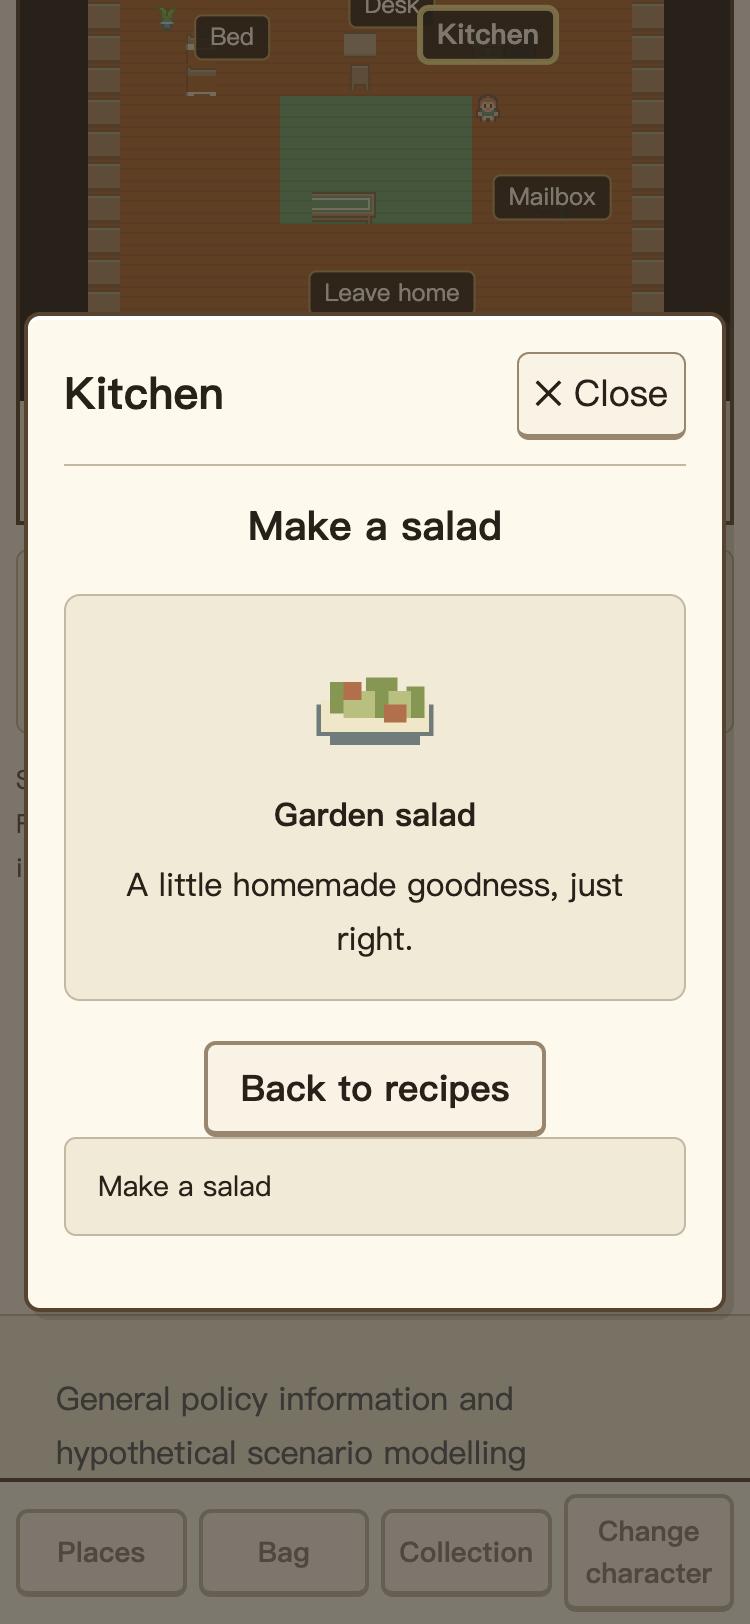 Desk
Bed
Kitchen
Mailbox
Leave home
Kitchen
Close
Make a salad
Garden salad
A little homemade goodness, just
right.
Back to recipes
Make a salad
General policy information and
hypothetical scenario modelling
Places
Bag
Collection
Change
character